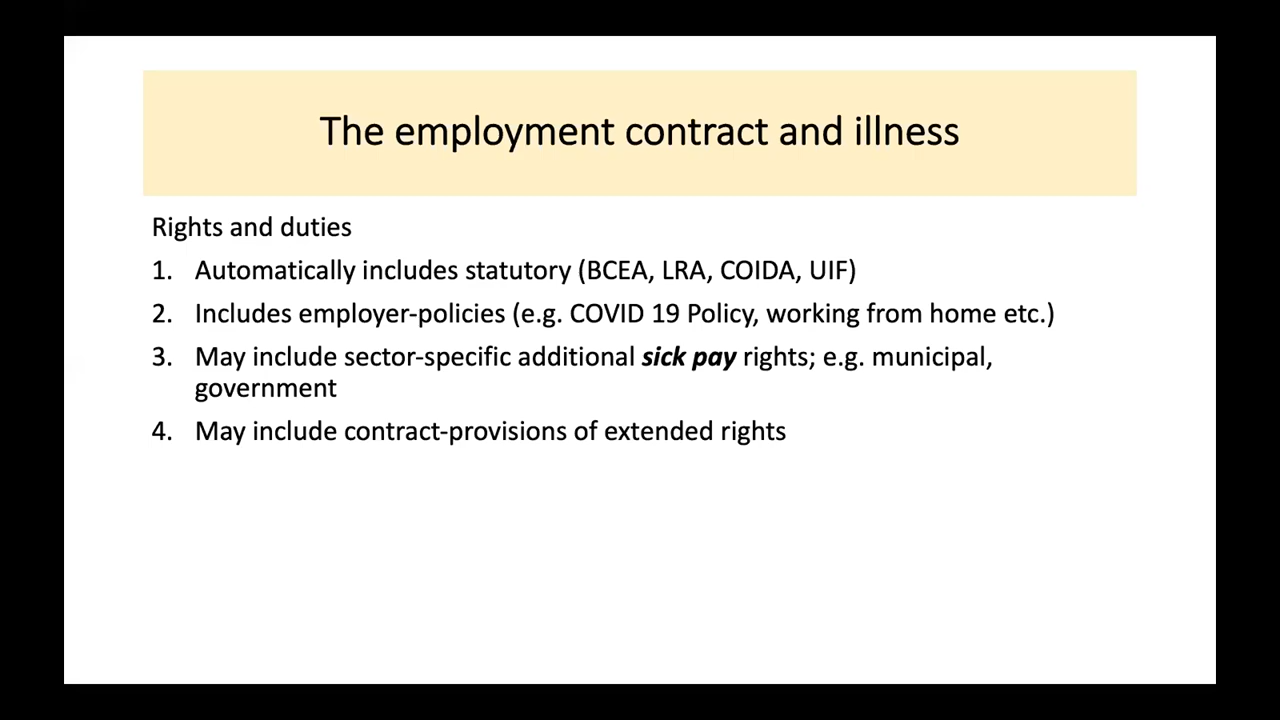 The employment contract and illness
Rights and duties
1. Automatically includes statutory (BCEA, LRA, COIDA, UIF)
2. Includes employer-policies (e.g. COVID 19 Policy, working from home etc.)
3. May include sector-specific additional sick pay rights; e.g. municipal,
government
4. May include contract-provisions of extended rights